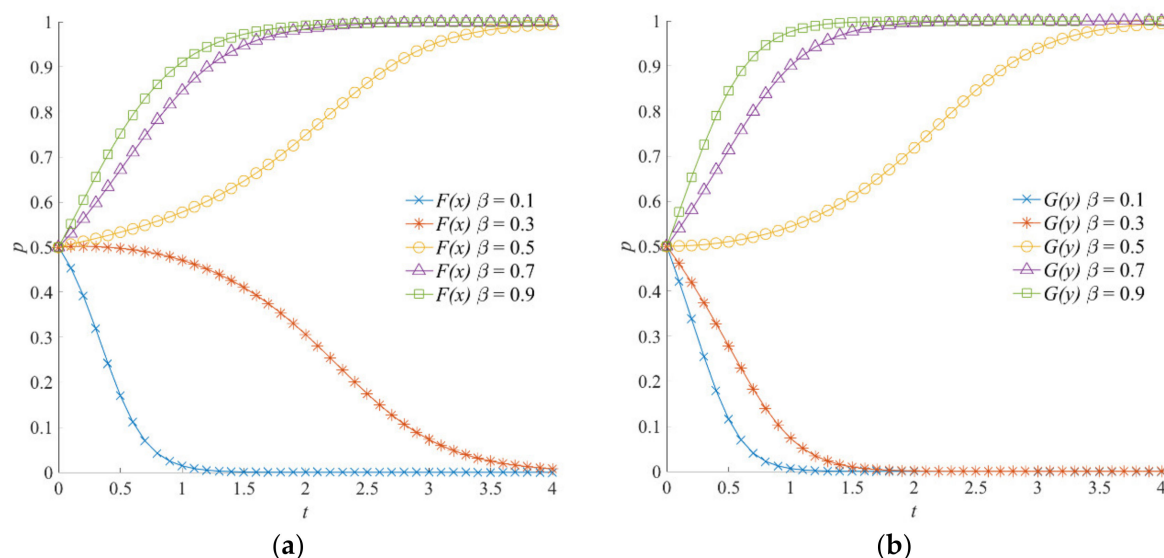 1
0.9
0.8
0.7
0.6
0.5
0.4
0.3
0.2
0.1
0
p
0 0.5 1 1.5 2 2.5 3 3.5 4
t
F(x) β = 0.1
F(x) β = 0.3
F(x) β = 0.5
F(x) β = 0.7
F(x) β = 0.9
(a)
1
0.9
0.8
0.7
0.6
0.5
0.4
0.3
0.2
0.1
0
p
0 0.5 1 1.5 2 2.5 3 3.5 4
t
G(y) β = 0.1
G(y) β = 0.3
G(y) β = 0.5
G(y) β = 0.7
G(y) β = 0.9
(b)